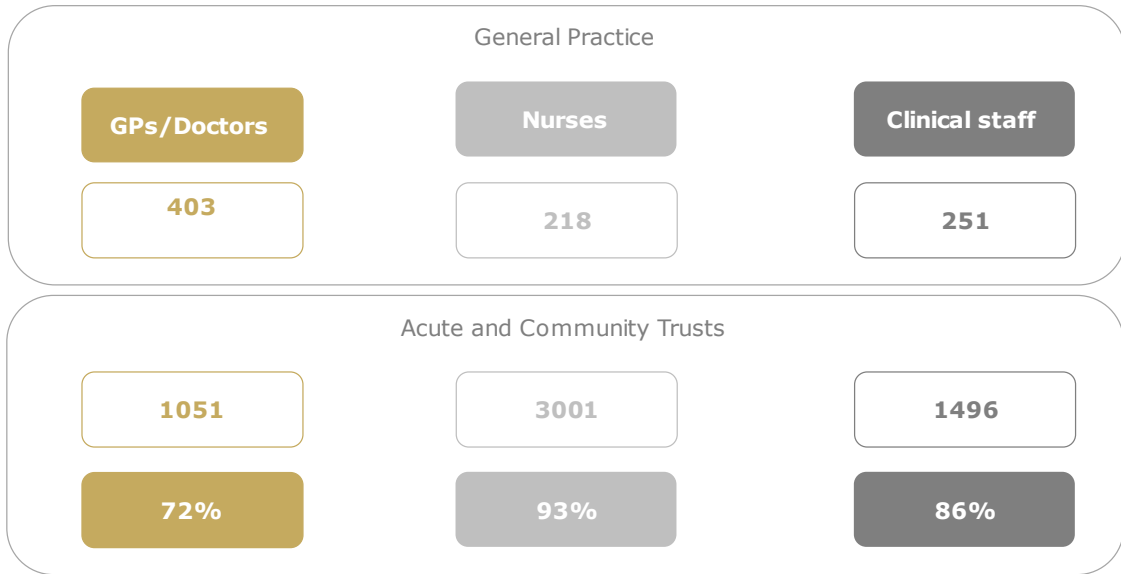 General Practice
GPs/Doctors
Nurses
Clinical staff
403
218
251
Acute and Community Trusts
1051
3001
1496
72%
93%
86%